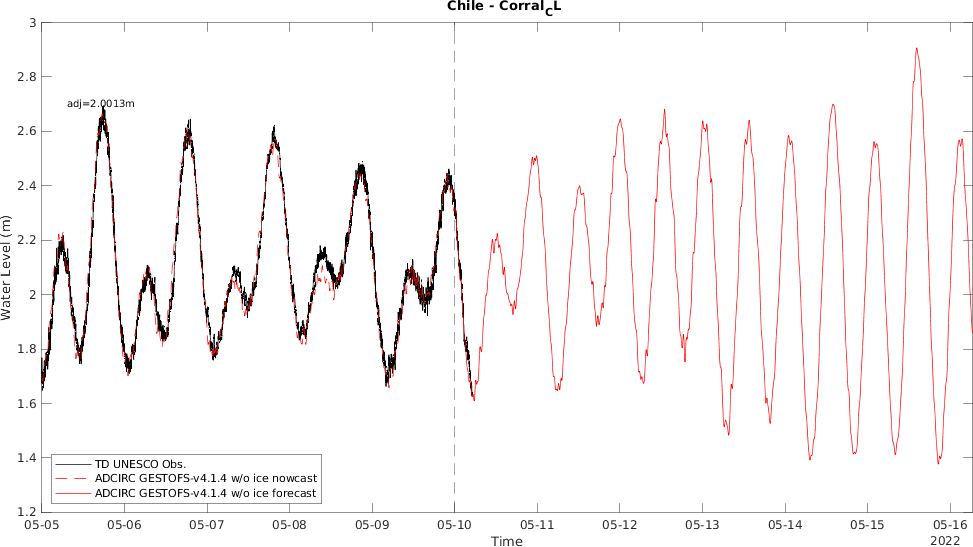 Chile - Corral_CL
3
2.8
2.6
2.4
2.2
2
1.8
1.6
1.4
1.2
Water Level (m)
adj=2.0013m
TD UNESCO Obs.
ADCIRC GESTOFS-v4.1.4 w/o ice nowcast
ADCIRC GESTOFS-v4.1.4 w/o ice forecast
05-05 05-06 05-07 05-08 05-09 05-10 05-11 05-12 05-13 05-14 05-15 05-16
Time
2022